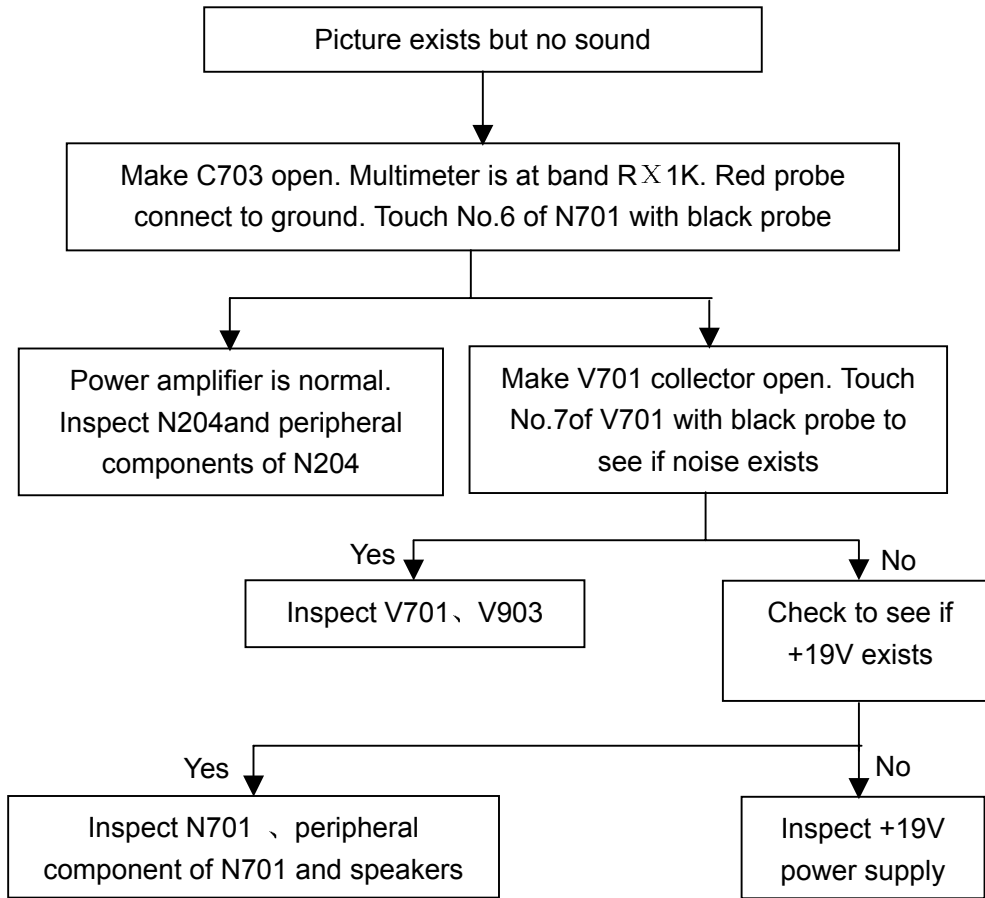 Picture exists but no sound
Make C703 open. Multimeter is at band R╳1K. Red probe
connect to ground. Touch No.6 of N701 with black probe
Power amplifier is normal.
Inspect N204and peripheral
components of N204
Make V701 collector open. Touch
No.7of V701 with black probe to
see if noise exists
Yes
No
Inspect V701、V903
Check to see if
+19V exists
Yes
No
Inspect N701 、peripheral
component of N701 and speakers
Inspect +19V
power supply